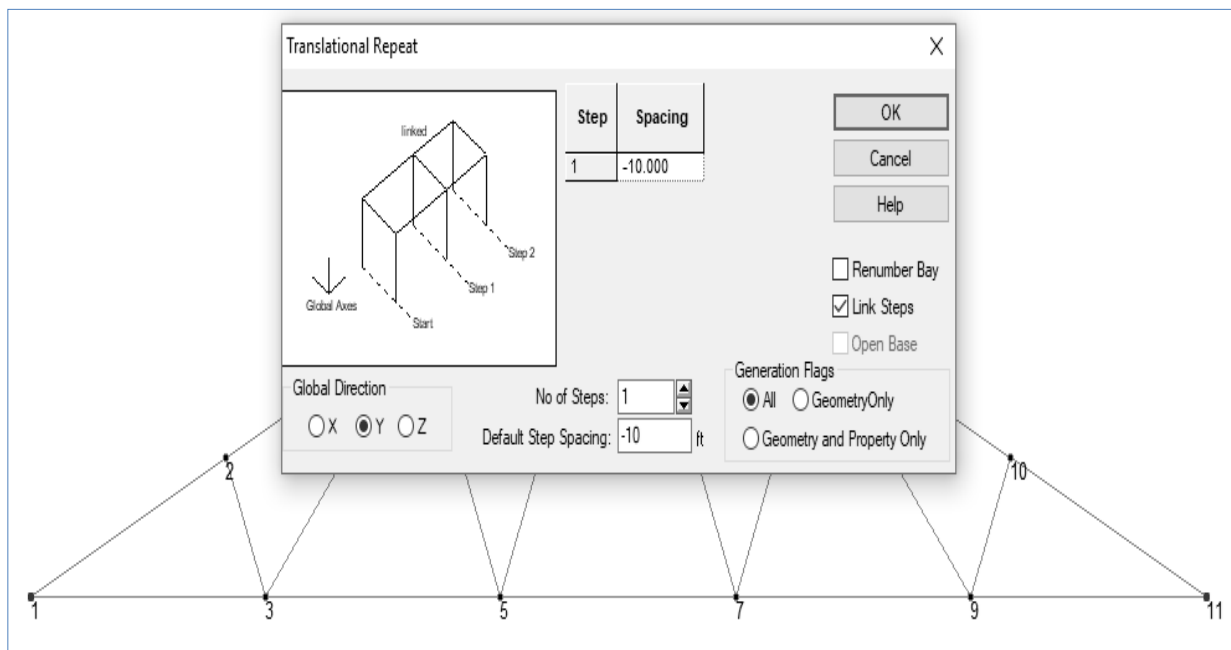 Translational Repeat
linked
Step 2
Step 1
Start
Global Axes
Step Spacing
1 -10.000
OK
Cancel
Help
Renumber Bay
Link Steps
Open Base
Global Direction
X Y Z
No of Steps: 1
Default Step Spacing: -10 ft
Generation Flags
All GeometryOnly
Geometry and Property Only
2
10
1
3
5
7
9
11